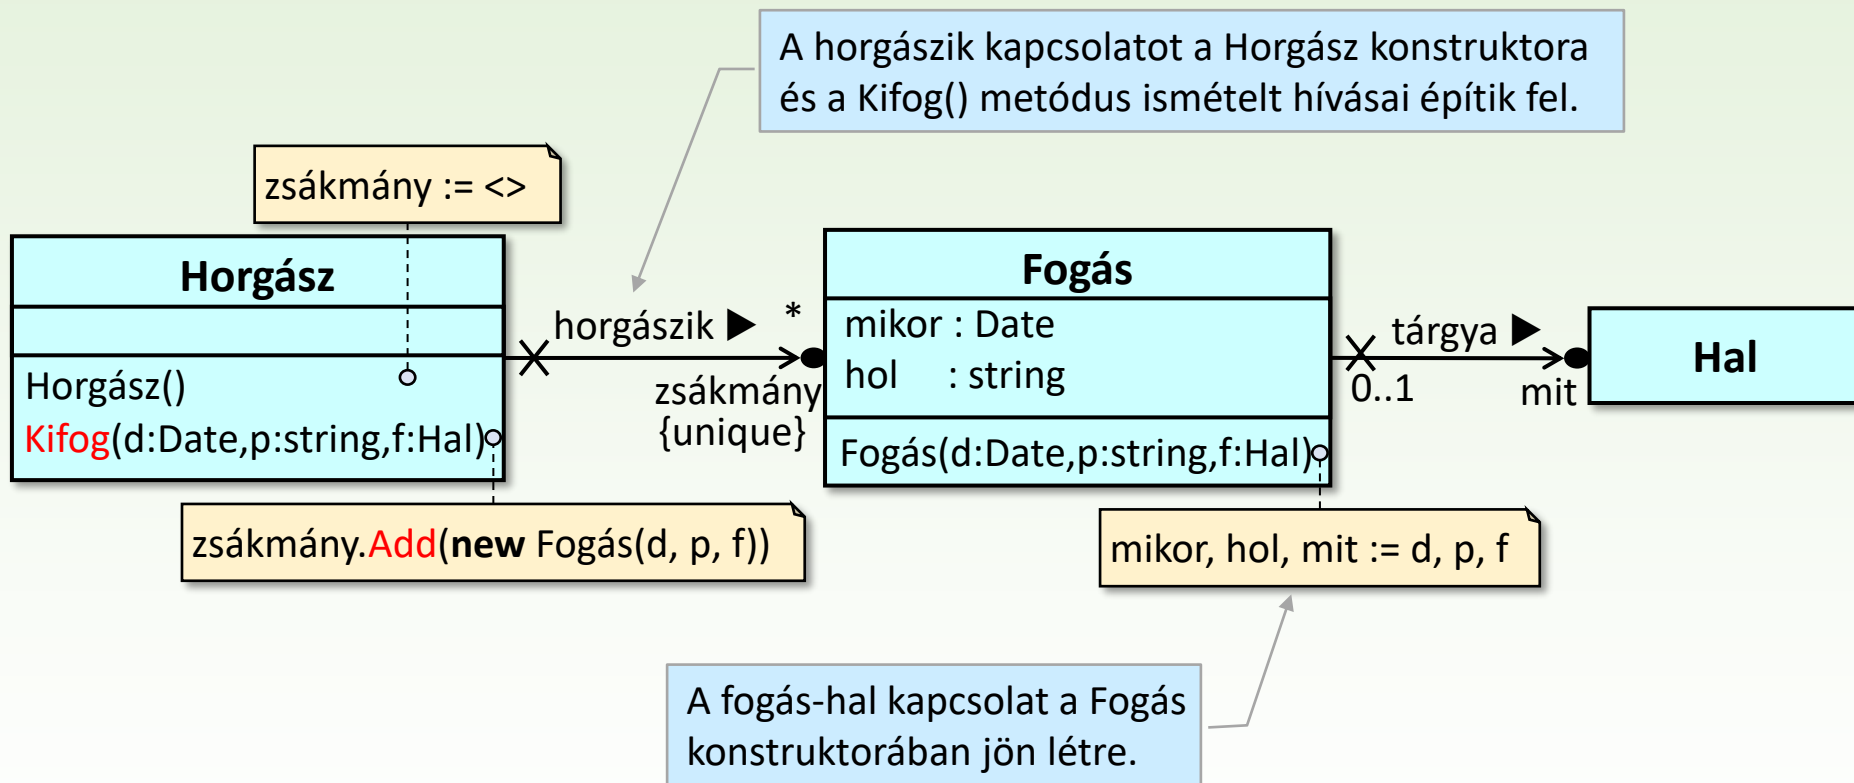 A horgászik kapcsolatot a Horgász konstruktora
és a Kifog() metódus ismételt hívásai építik fel.
zsákmány := <>
Horgász
Horgász()
Kifog(d:Date,p:string,f:Hal)
horgászik ▶ *
zsákmány
{unique}
Fogás
mikor : Date
hol : string
Fogás(d:Date,p:string,f:Hal)
tárgya ▶
0..1
mit
Hal
zsákmány.Add(new Fogás(d, p, f))
mikor, hol, mit := d, p, f
A fogás-hal kapcsolat a Fogás
konstruktorában jön létre.